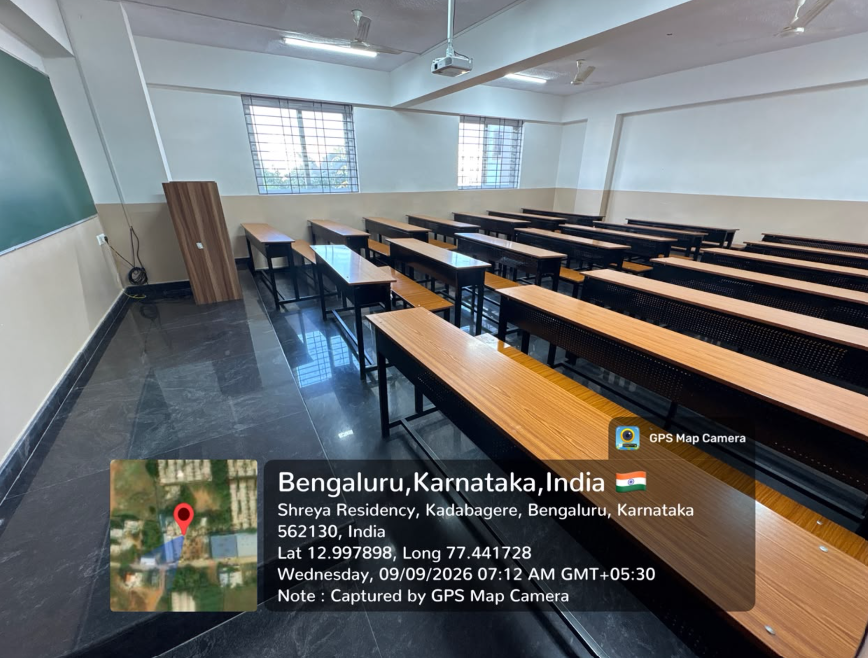 GPS Map Camera
Bengaluru,Karnataka,India 🇮🇳
Shreya Residency, Kadabagere, Bengaluru, Karnataka
562130, India
Lat 12.997898, Long 77.441728
Wednesday, 09/09/2026 07:12 AM GMT+05:30
Note : Captured by GPS Map Camera